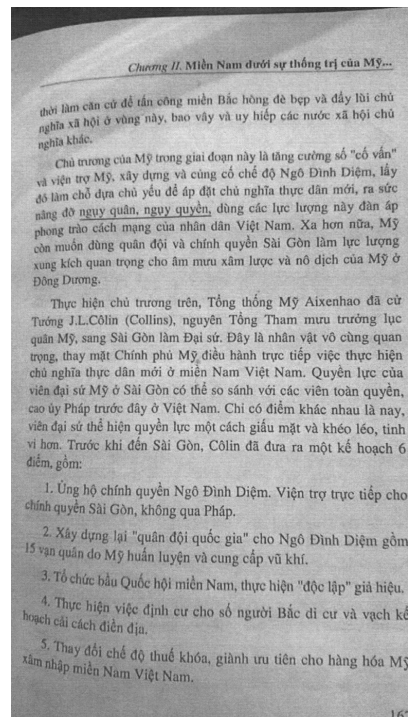 Chương II. Miền Nam dưới sự thống trị của Mỹ...
thời làm căn cứ để tấn công miền Bắc hòng đè bẹp và đẩy lùi chủ
nghĩa xã hội ở vùng này, bao vây và uy hiếp các nước xã hội chủ
nghĩa khác.
Chủ trương của Mỹ trong giai đoạn này là tăng cường số "cố vấn"
và viện trợ Mỹ, xây dựng và củng cố chế độ Ngô Đình Diệm, lấy
đó làm chỗ dựa chủ yếu để áp đặt chủ nghĩa thực dân mới, ra sức
nâng đỡ ngụy quân, ngụy quyền, dùng các lực lượng này đàn áp
phong trào cách mạng của nhân dân Việt Nam. Xa hơn nữa, Mỹ
còn muốn dùng quân đội và chính quyền Sài Gòn làm lực lượng
xung kích quan trọng cho âm mưu xâm lược và nô dịch của Mỹ ở
Đông Dương.
Thực hiện chủ trương trên, Tổng thống Mỹ Aixenhao đã cử
Tướng J.L.Côlin (Collins), nguyên Tổng Tham mưu trưởng lục
quân Mỹ, sang Sài Gòn làm Đại sứ. Đây là nhân vật vô cùng quan
trọng, thay mặt Chính phủ Mỹ điều hành trực tiếp việc thực hiện
chủ nghĩa thực dân mới ở miền Nam Việt Nam. Quyền lực của
viên đại sứ Mỹ ở Sài Gòn có thể so sánh với các viên toàn quyền,
cao ủy Pháp trước đây ở Việt Nam. Chỉ có điểm khác nhau là nay,
viên đại sứ thể hiện quyền lực một cách giấu mặt và khéo léo, tinh
vi hơn. Trước khi đến Sài Gòn, Côlin đã đưa ra một kế hoạch 6
điểm, gồm:
1. Ủng hộ chính quyền Ngô Đình Diệm. Viện trợ trực tiếp cho
chính quyền Sài Gòn, không qua Pháp.
2. Xây dựng lại "quân đội quốc gia" cho Ngô Đình Diệm gồm
15 vạn quân do Mỹ huấn luyện và cung cấp vũ khí.
3. Tổ chức bầu Quốc hội miền Nam, thực hiện "độc lập" giả hiệu.
4. Thực hiện việc định cư cho số người Bắc di cư và vạch kế
hoạch cải cách điền địa.
5. Thay đổi chế độ thuế khóa, giành ưu tiên cho hàng hóa Mỹ
xâm nhập miền Nam Việt Nam.